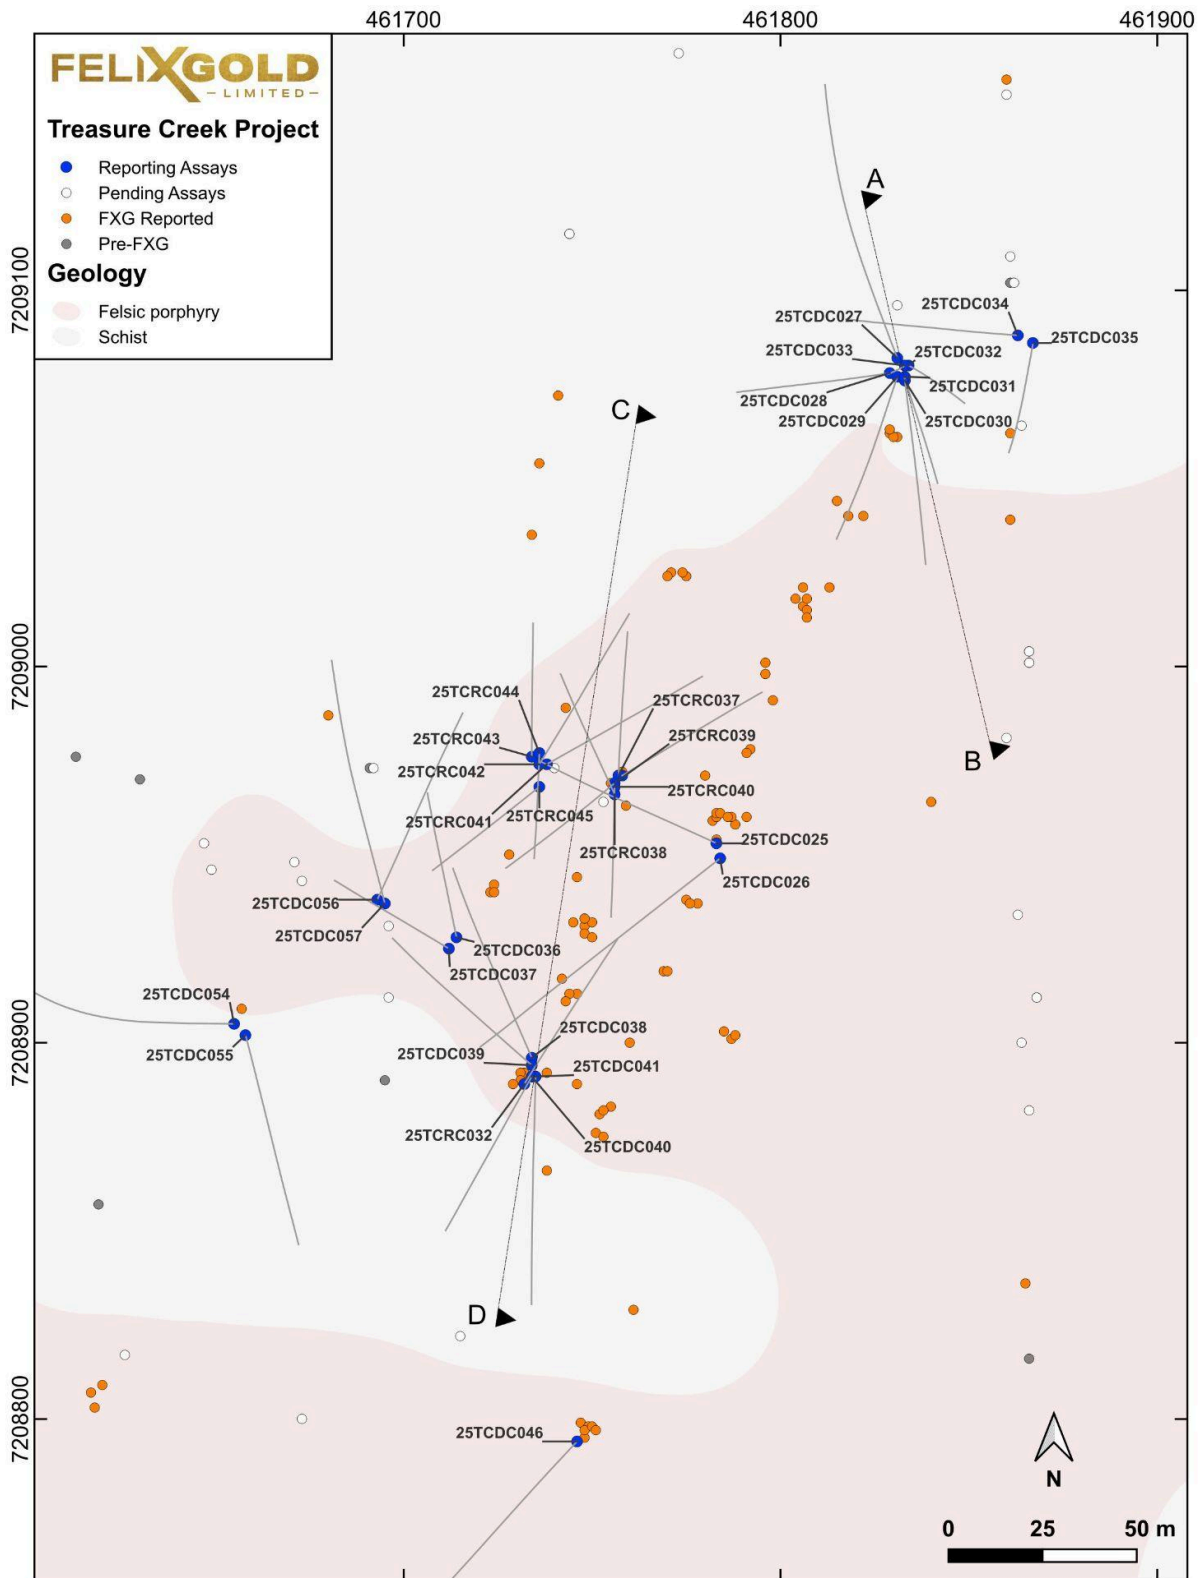 461700
461800
461900
FELIXGOLD
LIMITED
Treasure Creek Project
Reporting Assays
Pending Assays
FXG Reported
Pre-FXG
Geology
Felsic porphyry
Schist
7209100
7209000
7208900
7208800
A
25TCDC034
25TCDC027
25TCDC035
25TCDC033
25TCDC032
25TCDC031
25TCDC028
25TCDC029
25TCDC030
C
25TCRC044
25TCRC037
25TCRC043
25TCRC039
B
25TCRC042
25TCRC040
25TCRC041
25TCRC045
25TCDC025
25TCRC038
25TCDC026
25TCDC056
25TCDC057
25TCDC036
25TCDC037
25TCDC054
25TCDC038
25TCDC055
25TCDC039
25TCDC041
25TCRC032
25TCDC040
D
25TCDC046
N
0 25 50 m